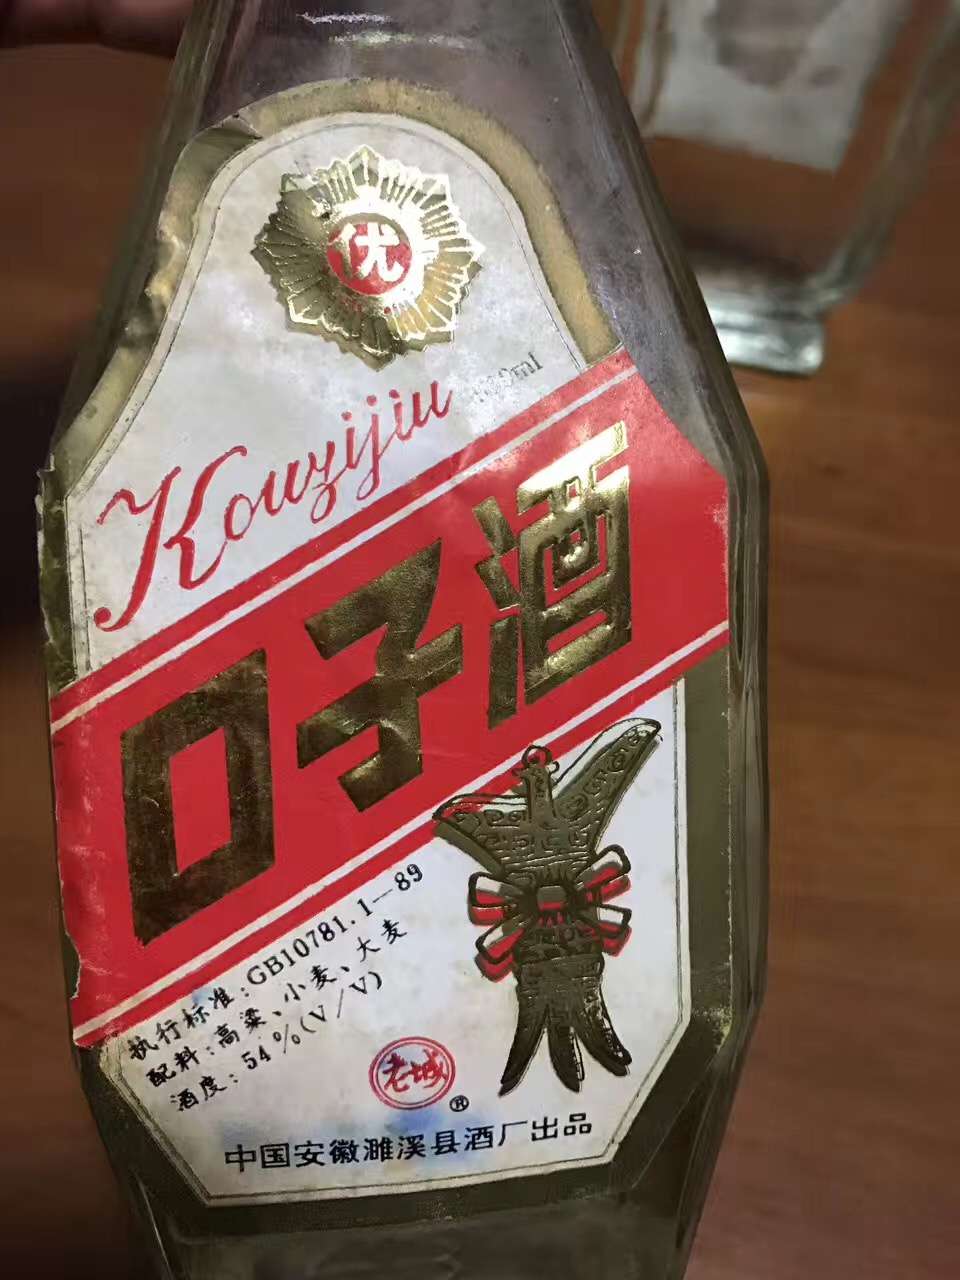 优
Kouzijiu
口子酒
执行标准:GB10781.1—89
配料:高粱、小麦、大麦
酒度:54%(V/V)
老城
®
中国安徽濉溪县酒厂出品